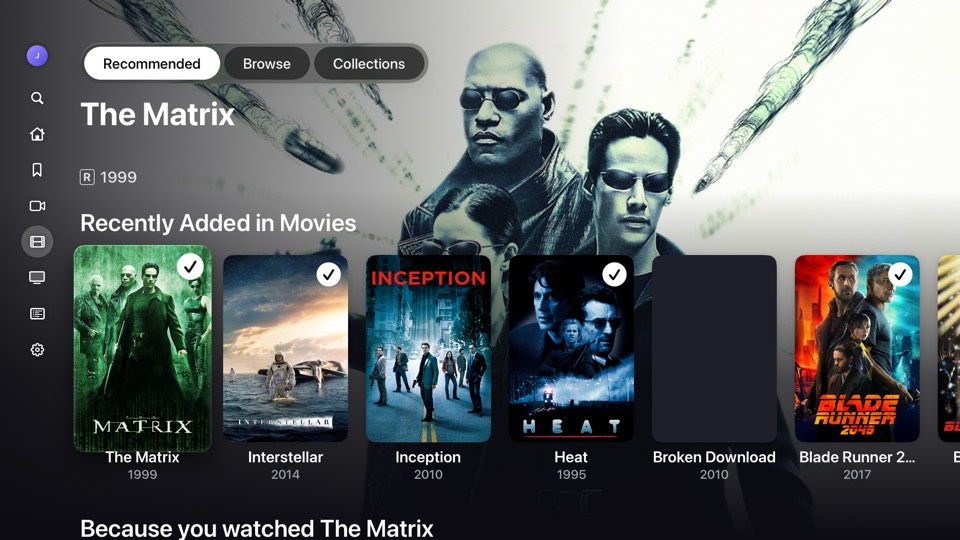 J
Recommended
Browse
Collections
The Matrix
R 1999
Recently Added in Movies
MATRIX
INTERSTELLAR
INCEPTION
HEAT
BLADE RUNNER 2049
The Matrix
1999
Interstellar
2014
Inception
2010
Heat
1995
Broken Download
2010
Blade Runner 2...
2017
Because you watched The Matrix